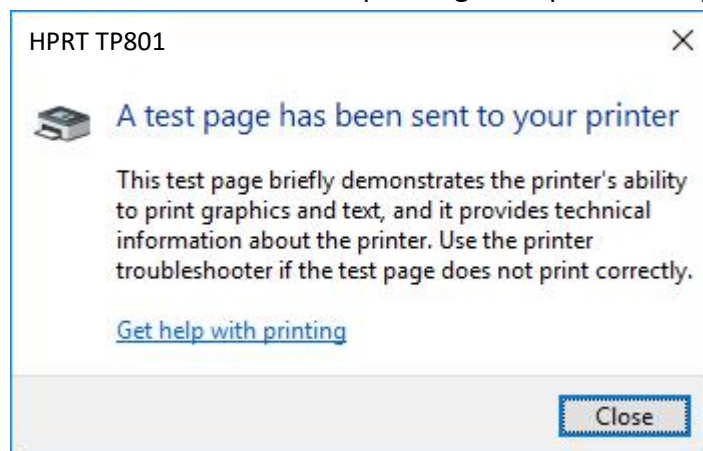 HPRT TP801
A test page has been sent to your printer
This test page briefly demonstrates the printer's ability
to print graphics and text, and it provides technical
information about the printer. Use the printer
troubleshooter if the test page does not print correctly.
Get help with printing
Close